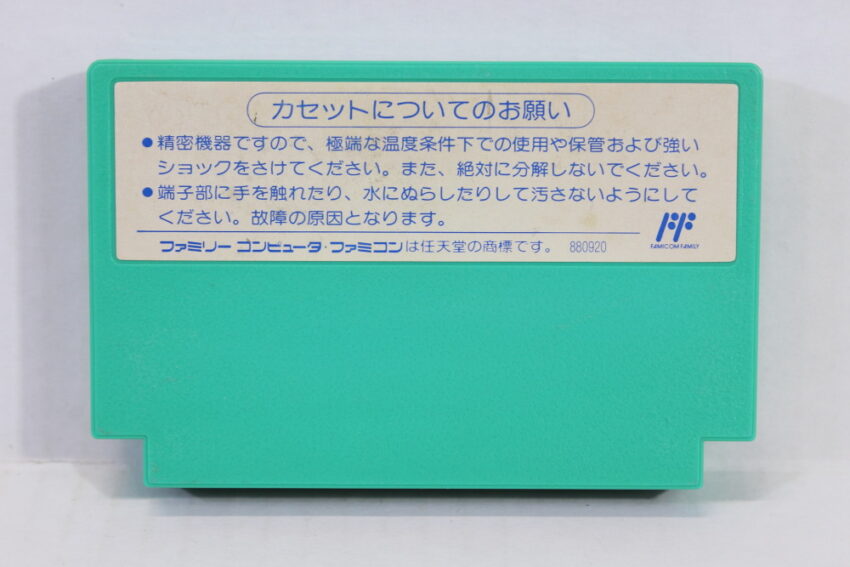 カセットについてのお願い
●精密機器ですので、極端な温度条件下での使用や保管および強い
ショックをさけてください。また、絶対に分解しないでください。
●端子部に手を触れたり、水にぬらしたりして汚さないようにして
ください。故障の原因となります。
FAMICOM FAMILY
ファミリー コンピュータ・ファミコンは任天堂の商標です。 880920